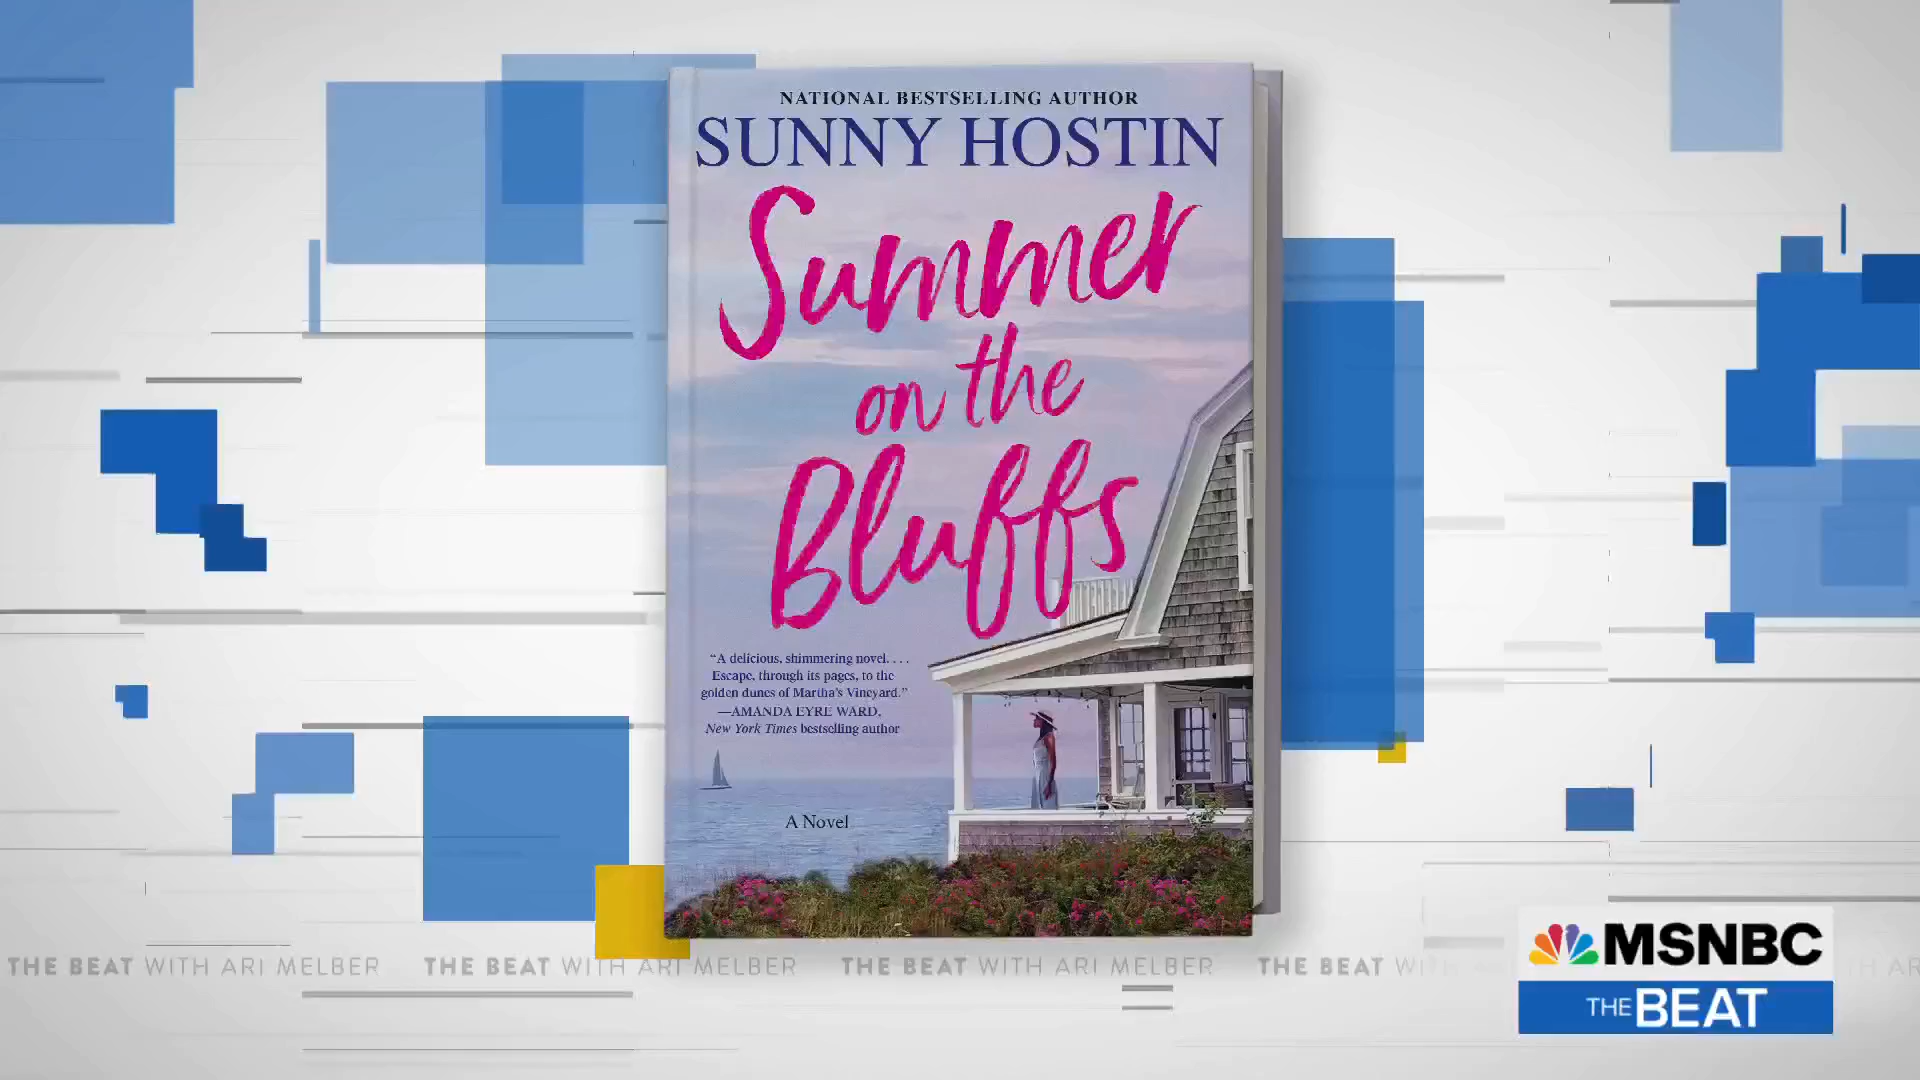 NATIONAL BESTSELLING AUTHOR
SUNNY HOSTIN
Summer
on the
Bluffs
"A delicious, shimmering novel. . . .
Escape, through its pages, to the
golden dunes of Martha's Vineyard."
—AMANDA EYRE WARD,
New York Times bestselling author
A Novel
THE BEAT WITH ARI MELBER THE BEAT WITH ARI MELBER THE BEAT WITH ARI MELBER THE BEAT
MSNBC
THE BEAT